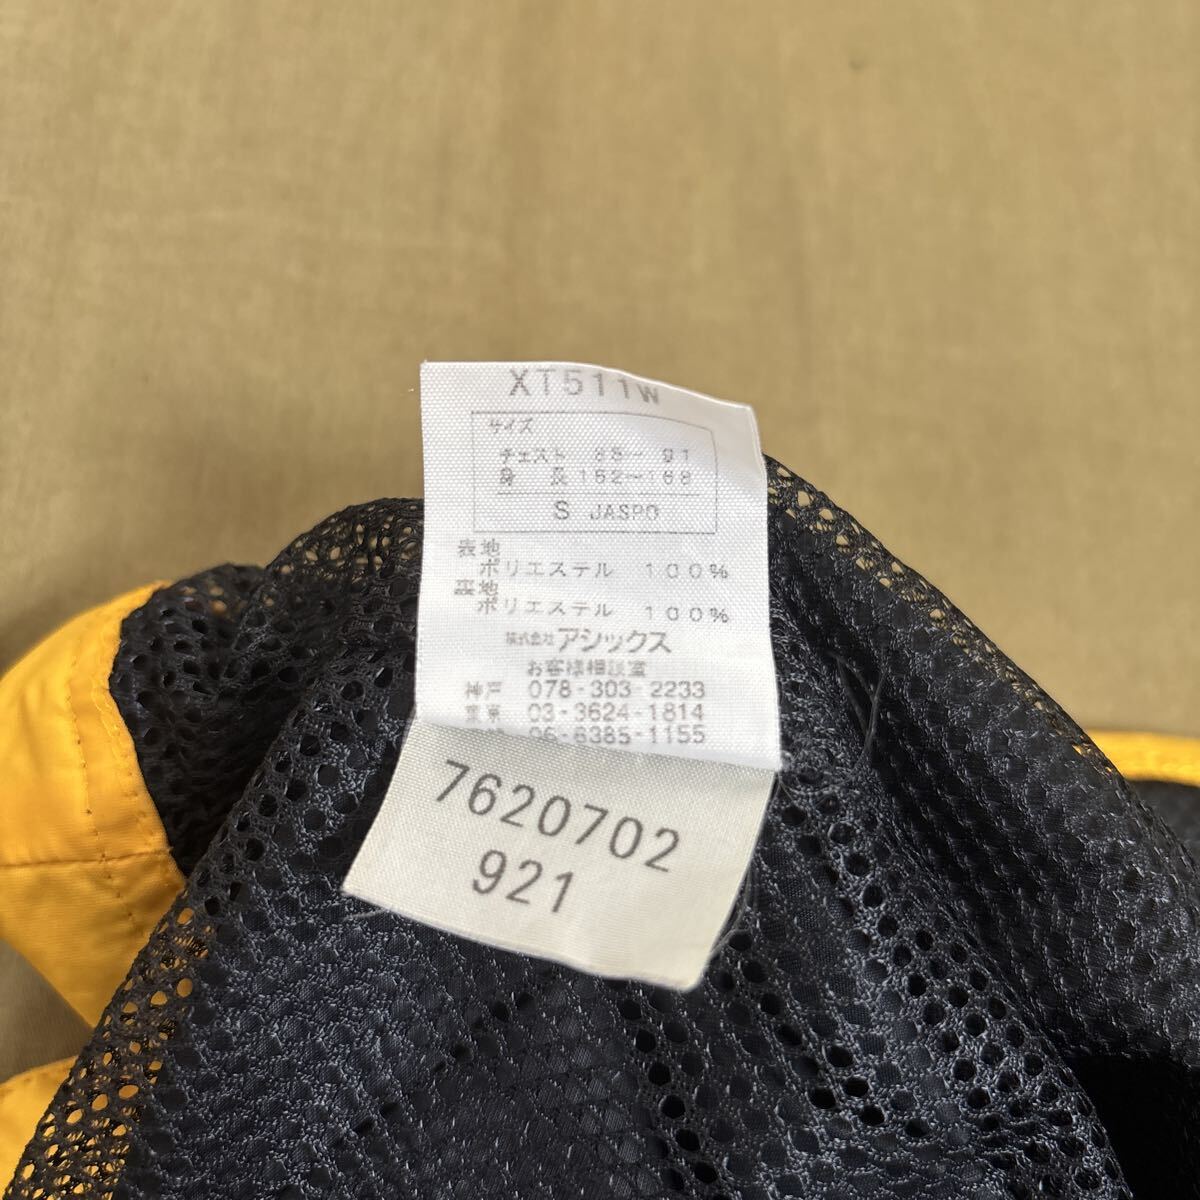 XT511W
サイズ
チェスト 85～91
身長 162～168
S JASPO
表地
ポリエステル 100%
裏地
ポリエステル 100%
株式会社アシックス
お客様相談室
神戸 078-303-2233
東京 03-3624-1814
06-6385-1155
7620702
921